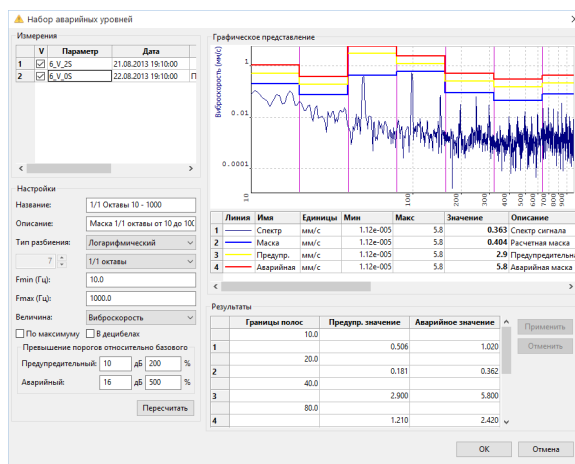 Набор аварийных уровней
Измерения
V Параметр Дата
1 6_V_2S 21.08.2013 19:10:00
2 6_V_0S 22.08.2013 19:10:00 П
Настройки
Название: 1/1 Октавы 10 - 1000
Описание: Маска 1/1 октавы от 10 до 100
Тип разбиения: Логарифмический
7 1/1 октавы
Fmin (Гц): 10.0
Fmax (Гц): 1000.0
Величина: Виброскорость
По максимуму В децибелах
Превышение порогов относительно базового
Предупредительный: 10 дБ 200 %
Аварийный: 16 дБ 500 %
Пересчитать
Графическое представление
Виброскорость (мм/с)
1
0.01
0.0001
10 100 200 300 400 500 600 700 800 900
Линия Имя Единицы Мин Макс Значение Описание
1 Спектр мм/с 1.12e-005 5.8 0.363 Спектр сигнала
2 Маска мм/с 1.12e-005 5.8 0.404 Расчетная маска
3 Предупр. мм/с 1.12e-005 5.8 2.9 Предупредительна
4 Аварийная мм/с 1.12e-005 5.8 5.8 Аварийная маска
Результаты
Границы полос Предупр. значение Аварийное значение
10.0
1 0.506 1.020
20.0
2 0.181 0.362
40.0
3 2.900 5.800
80.0
4 1.210 2.420
Применить
Отменить
OK Отмена